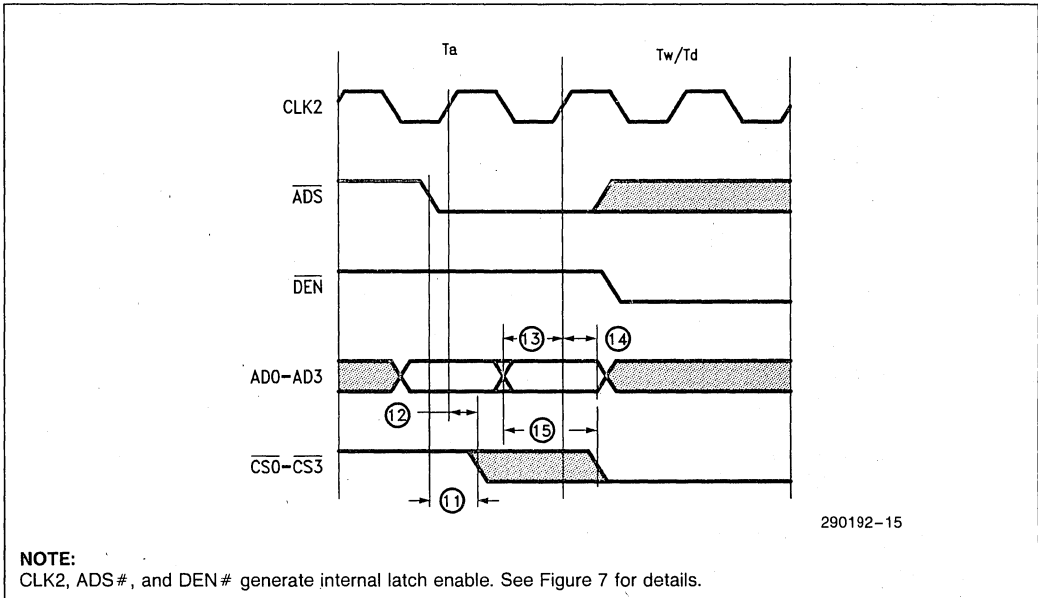 Ta
Tw/Td
CLK2
ADS
DEN
13
14
AD0-AD3
12
15
CS0-CS3
11
290192-15
NOTE:
CLK2, ADS#, and DEN# generate internal latch enable. See Figure 7 for details.